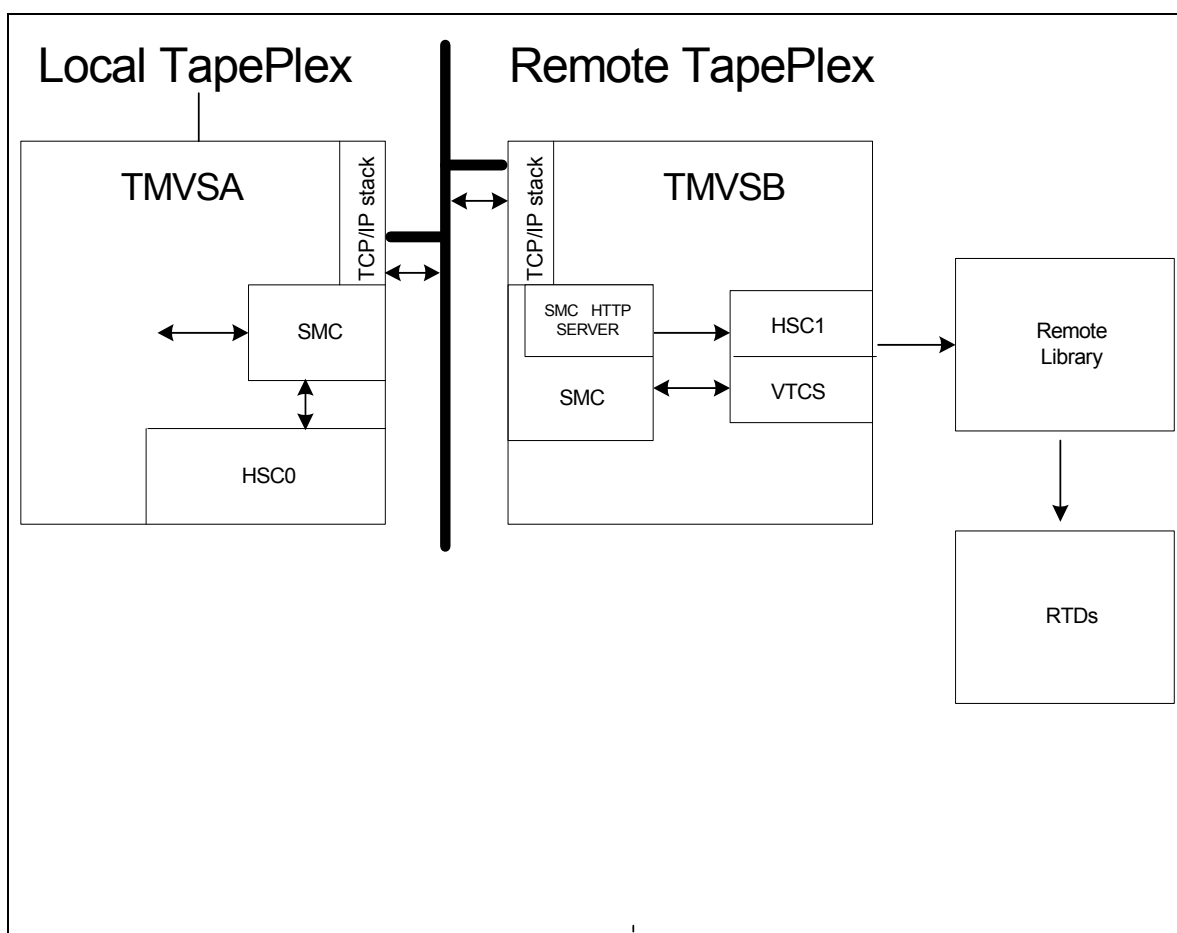 Local TapePlex
Remote TapePlex
TMVSA
TCP/IP stack
SMC
HSC0
TCP/IP stack
TMVSB
SMC HTTP
SERVER
SMC
HSC1
VTCS
Remote
Library
RTDs